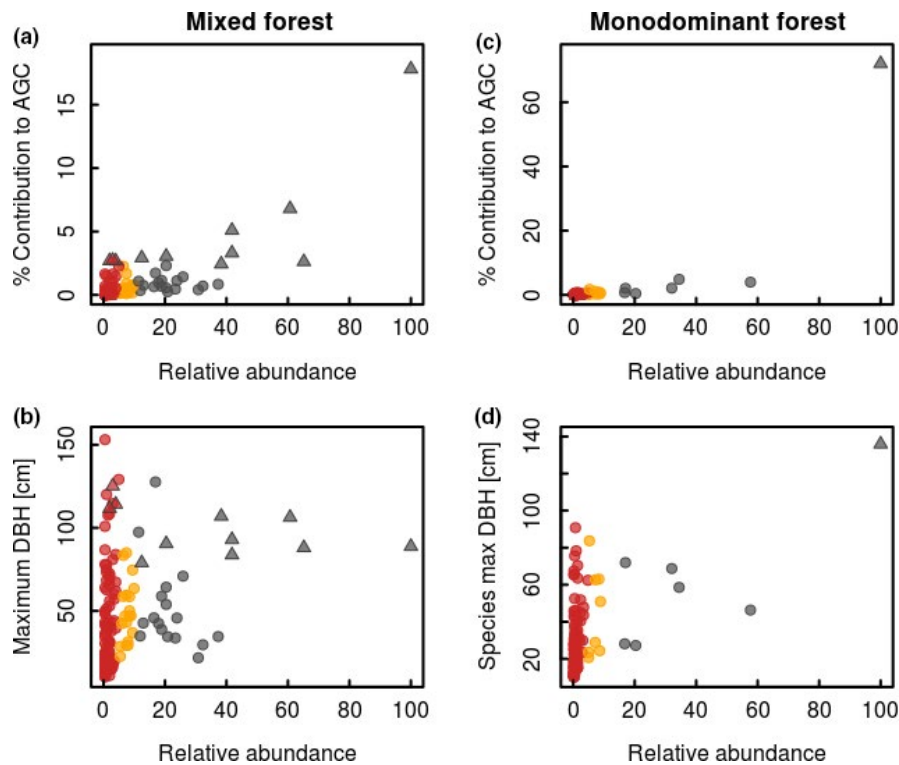 Mixed forest
Monodominant forest
(a)
% Contribution to AGC
15
10
5
0
0 20 40 60 80 100
Relative abundance
(c)
% Contribution to AGC
60
40
20
0
0 20 40 60 80 100
Relative abundance
(b)
Maximum DBH [cm]
150
100
50
0 20 40 60 80 100
Relative abundance
(d)
Species max DBH [cm]
140
100
60
20
0 20 40 60 80 100
Relative abundance